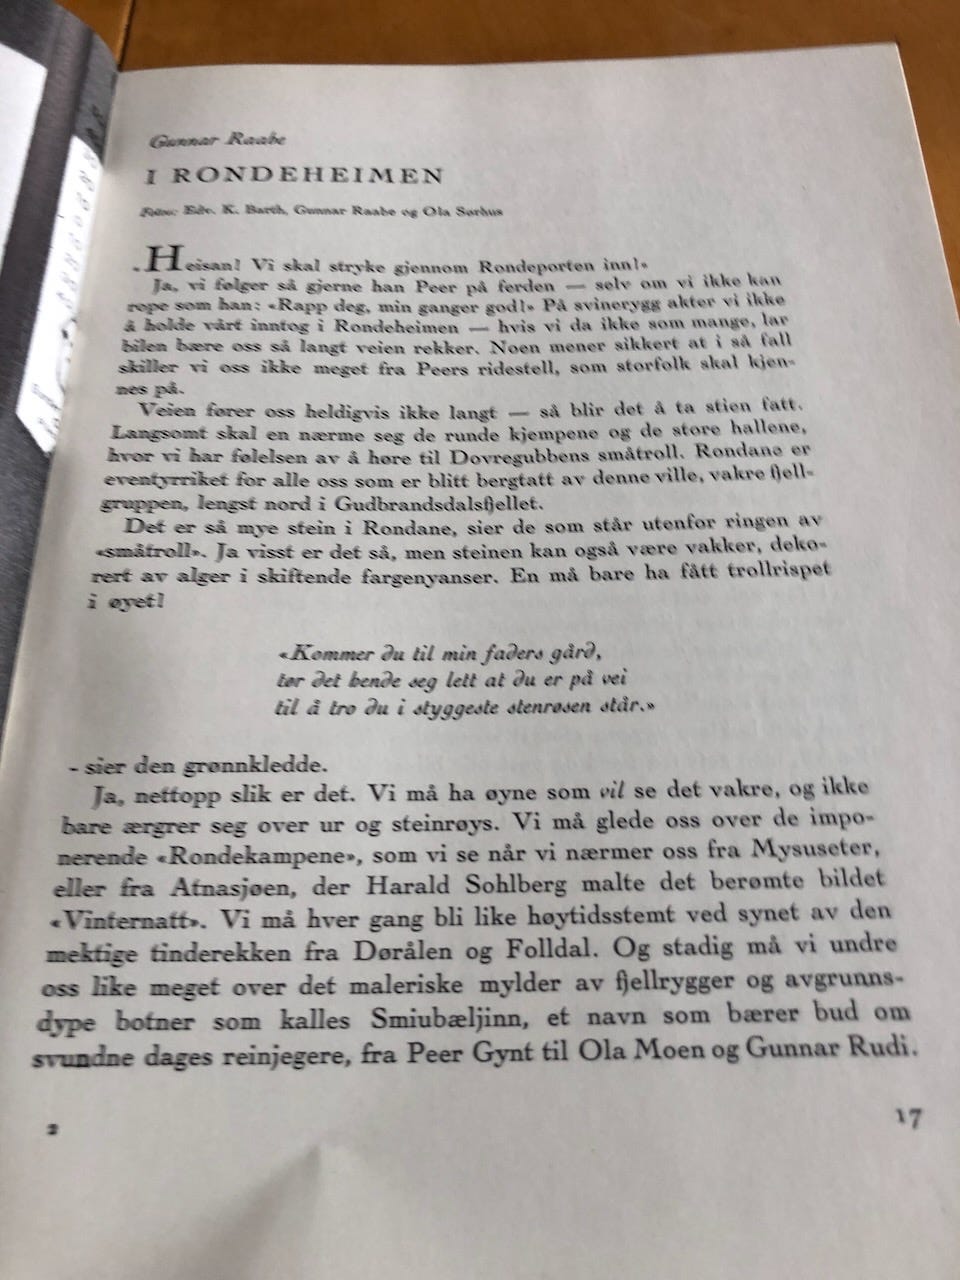 Gunnar Raabe
I RONDEHEIMEN
Fotos: Edv. K. Barth, Gunnar Raabe og Ola Sørhus
«Heisan! Vi skal stryke gjennom Rondeporten inn!»
Ja, vi følger så gjerne han Peer på ferden — selv om vi ikke kan
rope som han: «Rapp deg, min ganger god!» På svinerygg akter vi ikke
å holde vårt inntog i Rondeheimen — hvis vi da ikke som mange, lar
bilen bære oss så langt veien rekker. Noen mener sikkert at i så fall
skiller vi oss ikke meget fra Peers ridestell, som storfolk skal kjen-
nes på.
Veien fører oss heldigvis ikke langt — så blir det å ta stien fatt.
Langsomt skal en nærme seg de runde kjempene og de store hallene,
hvor vi har følelsen av å høre til Dovregubbens småtroll. Rondane er
eventyrriket for alle oss som er blitt bergtatt av denne ville, vakre fjell-
gruppen, lengst nord i Gudbrandsdalsfjellet.
Det er så mye stein i Rondane, sier de som står utenfor ringen av
«småtroll». Ja visst er det så, men steinen kan også være vakker, deko-
rert av alger i skiftende fargenyanser. En må bare ha fått trollrispet
i øyet!
«Kommer du til min faders gård,
tør det hende seg lett at du er på vei
til å tro du i styggeste stenrøsen står.»
- sier den grønnkledde.
Ja, nettopp slik er det. Vi må ha øyne som vil se det vakre, og ikke
bare ærgrer seg over ur og steinrøys. Vi må glede oss over de impo-
nerende «Rondekampene», som vi se når vi nærmer oss fra Mysuseter,
eller fra Atnasjøen, der Harald Sohlberg malte det berømte bildet
«Vinternatt». Vi må hver gang bli like høytidsstemt ved synet av den
mektige tinderekken fra Dørålen og Folldal. Og stadig må vi undre
oss like meget over det maleriske mylder av fjellrygger og avgrunns-
dype botner som kalles Smiubæljinn, et navn som bærer bud om
svundne dages reinjegere, fra Peer Gynt til Ola Moen og Gunnar Rudi.
2
17